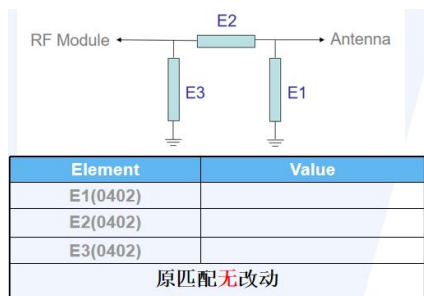 E2
RF Module
Antenna
E3
E1
Element Value
E1(0402)
E2(0402)
E3(0402)
原匹配无改动